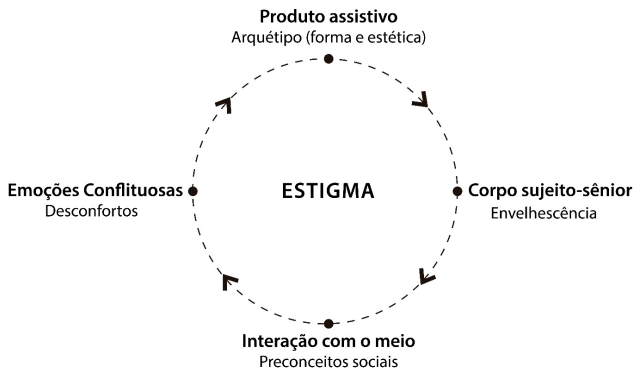 Produto assistivo
Arquétipo (forma e estética)
Emoções Conflituosas
Desconfortos
ESTIGMA
Corpo sujeito-sênior
Envelhescência
Interação com o meio
Preconceitos sociais